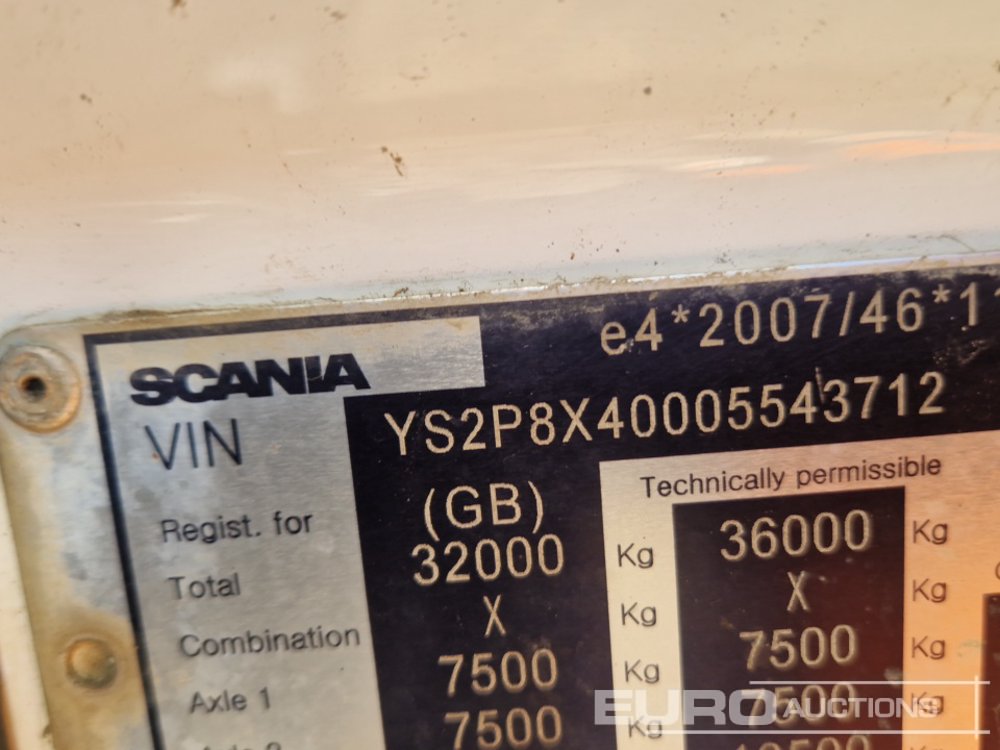 e4*2007/46*1
SCANIA
VIN YS2P8X40005543712
Technically permissible
Regist. for (GB)
Total 32000 Kg 36000 Kg
Combination X Kg X Kg
Axle 1 7500 Kg 7500 Kg
7500 Kg 7500 Kg
EURO AUCTIONS